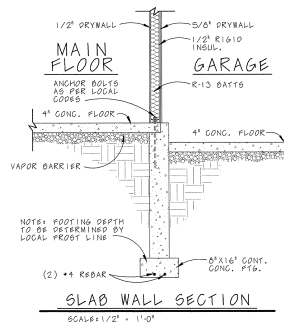 1/2" DRYWALL
5/8" DRYWALL
1/2" RIGID
INSUL.
MAIN
FLOOR
GARAGE
ANCHOR BOLTS
AS PER LOCAL
CODES
R-13 BATTS
4" CONC. FLOOR
4" CONC. FLOOR
VAPOR BARRIER
NOTE: FOOTING DEPTH
TO BE DETERMINED BY
LOCAL FROST LINE
8"X16" CONT.
CONC. FTG.
(2) #4 REBAR
SLAB WALL SECTION
SCALE: 1/2" = 1'-0"